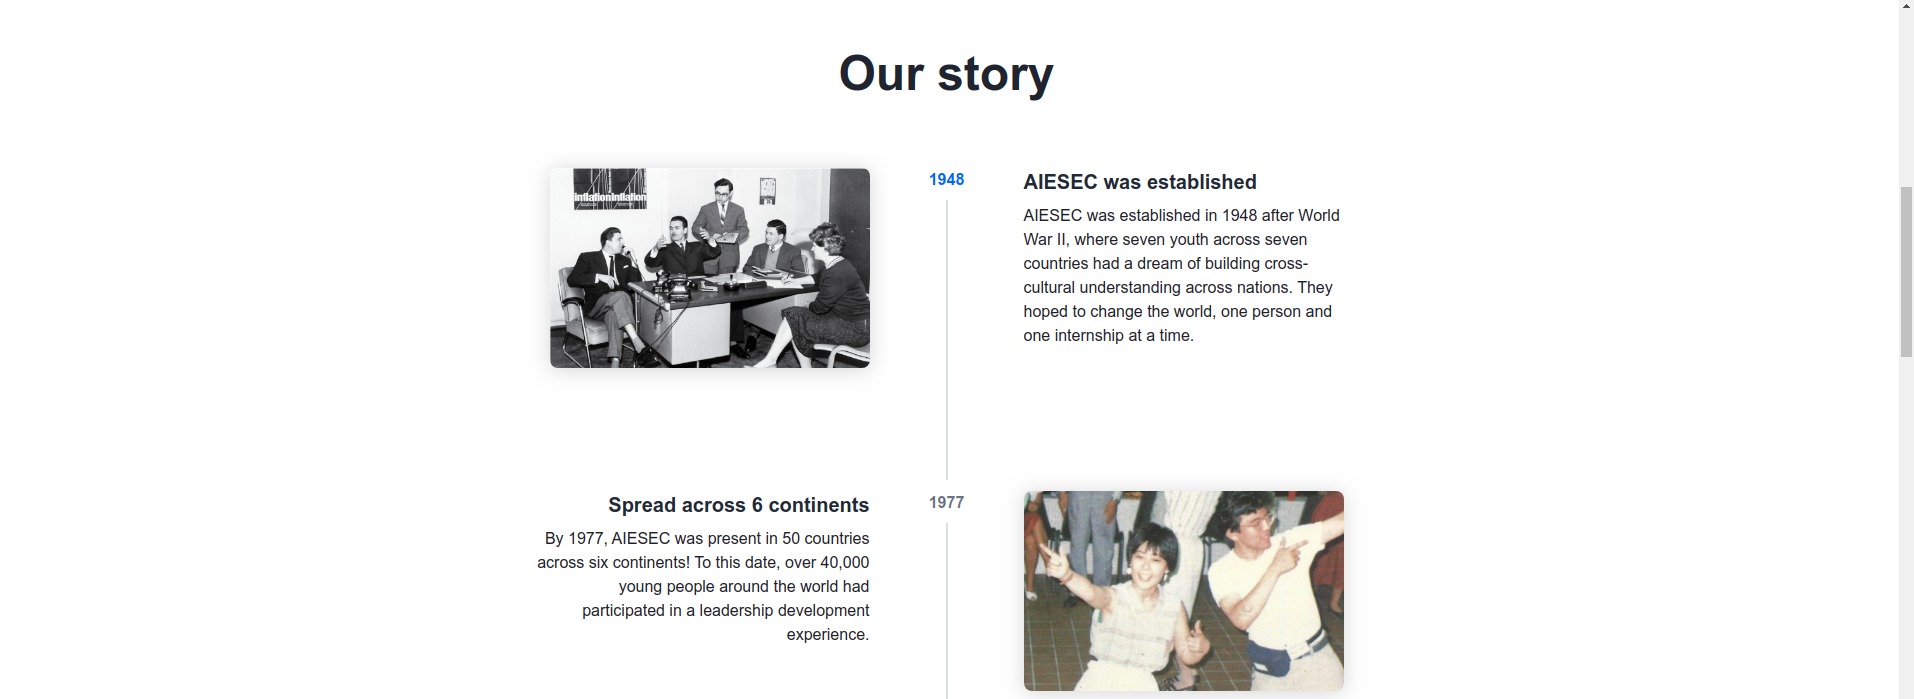 Our story
inflation inflation
1948
AIESEC was established
AIESEC was established in 1948 after World
War II, where seven youth across seven
countries had a dream of building cross-
cultural understanding across nations. They
hoped to change the world, one person and
one internship at a time.
Spread across 6 continents
By 1977, AIESEC was present in 50 countries
across six continents! To this date, over 40,000
young people around the world had
participated in a leadership development
experience.
1977